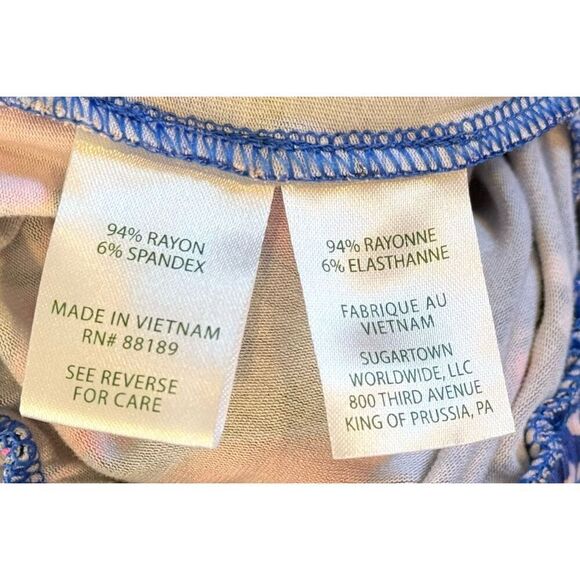 94% RAYON
6% SPANDEX
MADE IN VIETNAM
RN# 88189
SEE REVERSE
FOR CARE
94% RAYONNE
6% ELASTHANNE
FABRIQUE AU
VIETNAM
SUGARTOWN
WORLDWIDE, LLC
800 THIRD AVENUE
KING OF PRUSSIA, PA